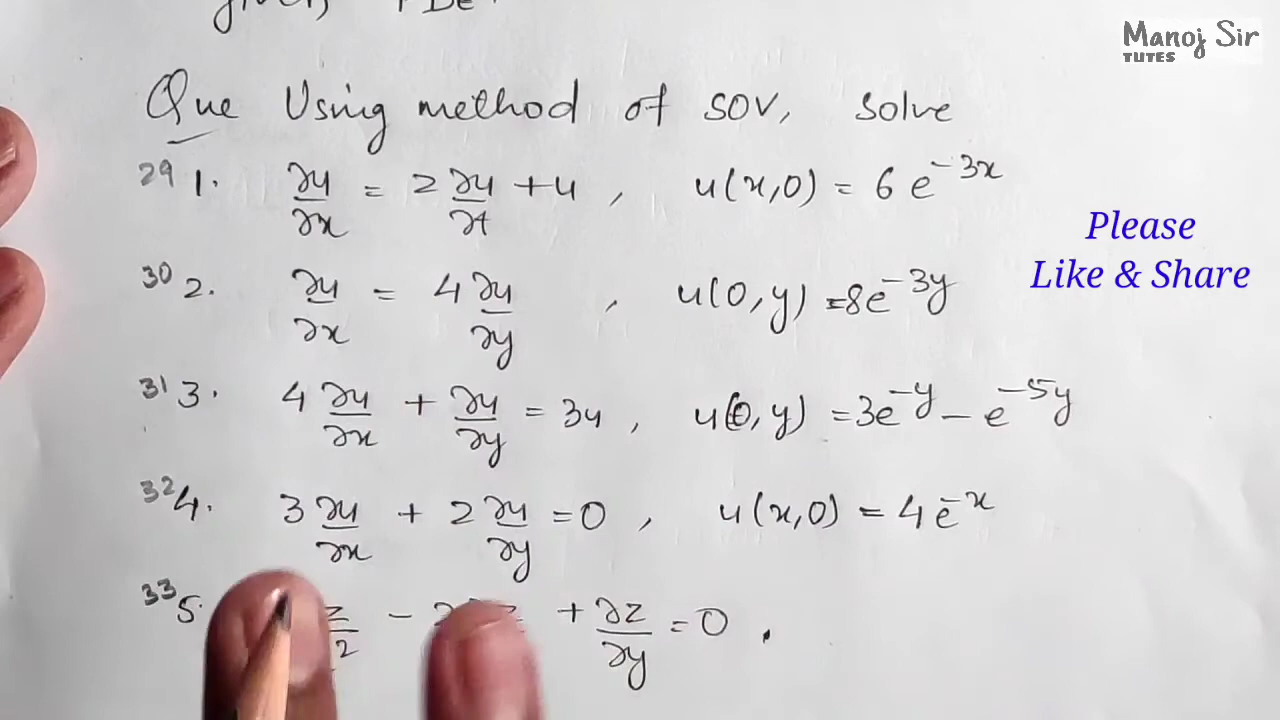 Manoj Sir
TUTES
Que Using method of SOV, solve
29 1. ∂u/∂x = 2 ∂u/∂t + u , u(x,0) = 6 e^{-3x}
Please
Like & Share
30 2. ∂u/∂x = 4 ∂u/∂y , u(0,y) = 8e^{-3y}
31 3. 4 ∂u/∂x + ∂u/∂y = 3u , u(0,y) = 3e^{-y} - e^{-5y}
32 4. 3 ∂u/∂x + 2 ∂u/∂y = 0 , u(x,0) = 4e^{-x}
33 5. - + ∂z/∂y = 0 .